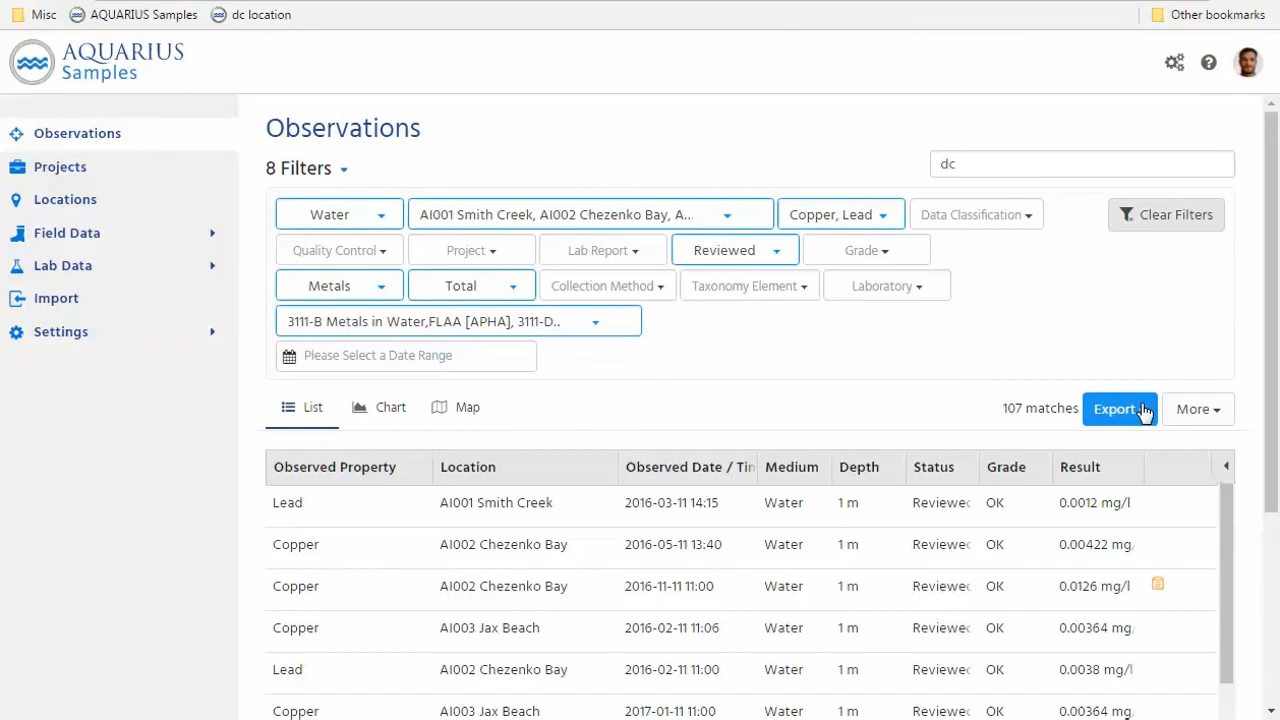 Misc AQUARIUS Samples dc location Other bookmarks
AQUARIUS
Samples
Observations
Projects
Locations
Field Data
Lab Data
Import
Settings
Observations
8 Filters
dc
Water AI001 Smith Creek, AI002 Chezenko Bay, A... Copper, Lead Data Classification Clear Filters
Quality Control Project Lab Report Reviewed Grade
Metals Total Collection Method Taxonomy Element Laboratory
3111-B Metals in Water,FLAA [APHA], 3111-D..
Please Select a Date Range
List Chart Map 107 matches Export More
Observed Property Location Observed Date / Tin Medium Depth Status Grade Result
Lead AI001 Smith Creek 2016-03-11 14:15 Water 1 m Reviewec OK 0.0012 mg/l
Copper AI002 Chezenko Bay 2016-05-11 13:40 Water 1 m Reviewec OK 0.00422 mg,
Copper AI002 Chezenko Bay 2016-11-11 11:00 Water 1 m Reviewec OK 0.0126 mg/l
Copper AI003 Jax Beach 2016-02-11 11:06 Water 1 m Reviewec OK 0.00364 mg,
Lead AI002 Chezenko Bay 2016-02-11 11:00 Water 1 m Reviewec OK 0.0038 mg/l
Copper AI003 Jax Beach 2017-01-11 11:00 Water 1 m Reviewec OK 0.00364 mg,